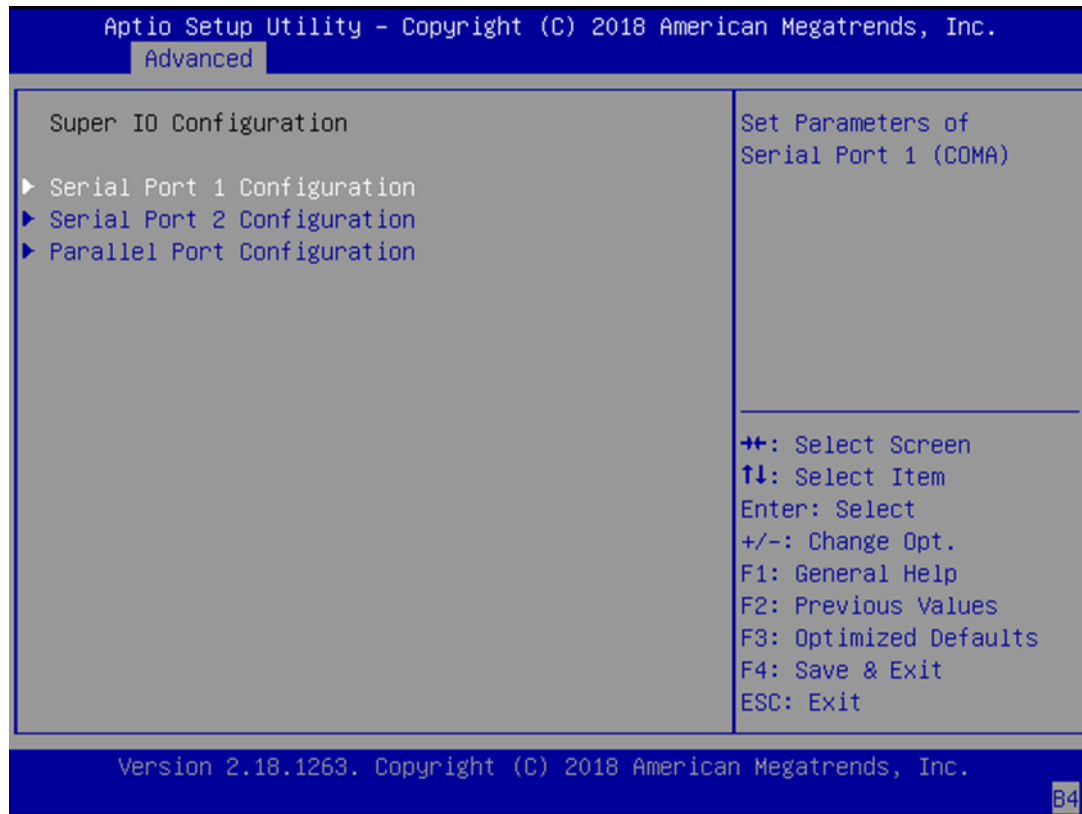 Aptio Setup Utility – Copyright (C) 2018 American Megatrends, Inc.
Advanced
Super IO Configuration
▶ Serial Port 1 Configuration
▶ Serial Port 2 Configuration
▶ Parallel Port Configuration
Set Parameters of
Serial Port 1 (COMA)
→←: Select Screen
↑↓: Select Item
Enter: Select
+/-: Change Opt.
F1: General Help
F2: Previous Values
F3: Optimized Defaults
F4: Save & Exit
ESC: Exit
Version 2.18.1263. Copyright (C) 2018 American Megatrends, Inc.
B4